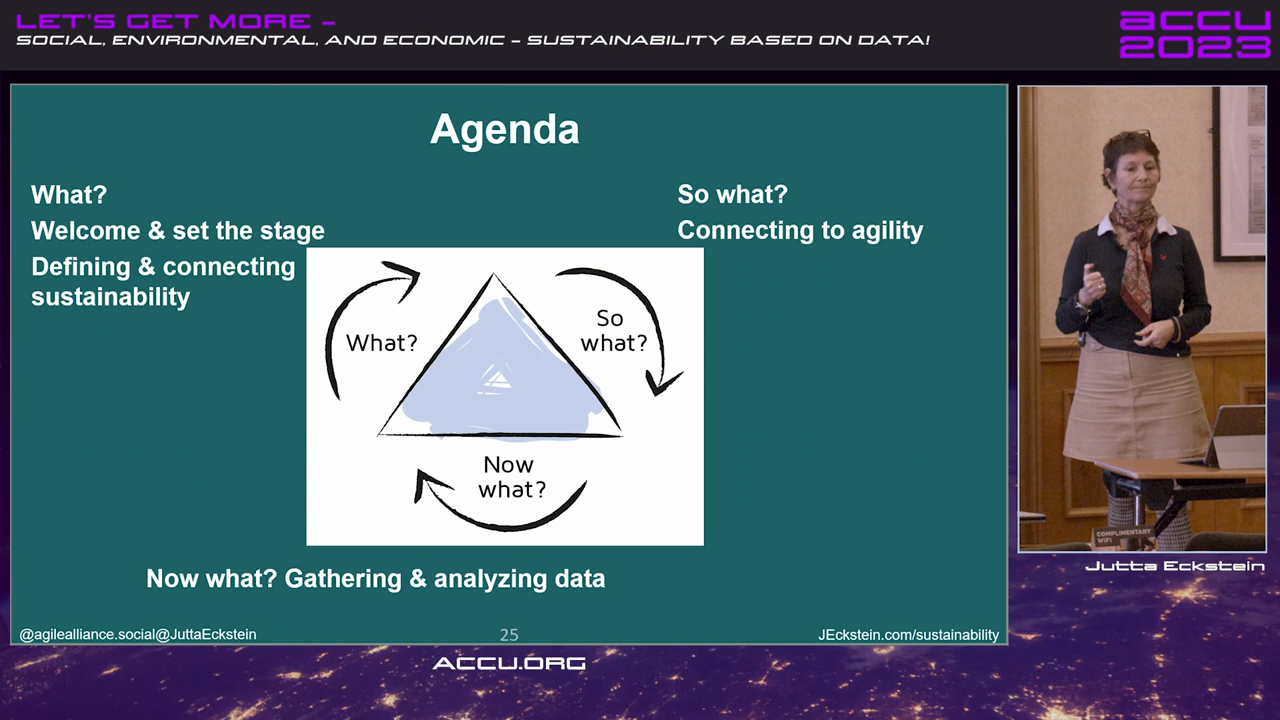 LET'S GET MORE –
SOCIAL, ENVIRONMENTAL, AND ECONOMIC – SUSTAINABILITY BASED ON DATA!
ACCU
2023
Agenda
What?
Welcome & set the stage
Defining & connecting
sustainability
So what?
Connecting to agility
What?
So
what?
Now
what?
Now what? Gathering & analyzing data
@agilealliance.social@JuttaEckstein
25
JEckstein.com/sustainability
COMPLIMENTARY
WIFI
Jutta Eckstein
ACCU.ORG